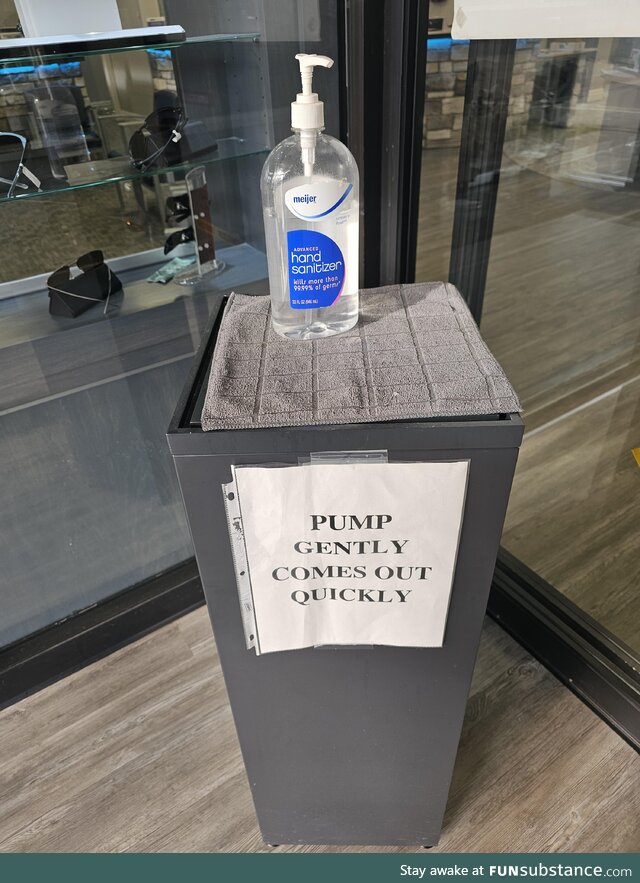 meijer
ADVANCED
hand
sanitizer
kills more than
99.99% of germs*
PUMP
GENTLY
COMES OUT
QUICKLY
Stay awake at FUNsubstance.com